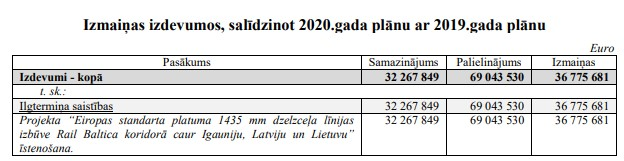 Izmaiņas izdevumos, salīdzinot 2020.gada plānu ar 2019.gada plānu
Euro
Pasākums Samazinājums Palielinājums Izmaiņas
Izdevumi - kopā 32 267 849 69 043 530 36 775 681
t. sk.:
Ilgtermiņa saistības 32 267 849 69 043 530 36 775 681
Projekta “Eiropas standarta platuma 1435 mm dzelzceļa līnijas 32 267 849 69 043 530 36 775 681
izbūve Rail Baltica koridorā caur Igauniju, Latviju un Lietuvu”
īstenošana.